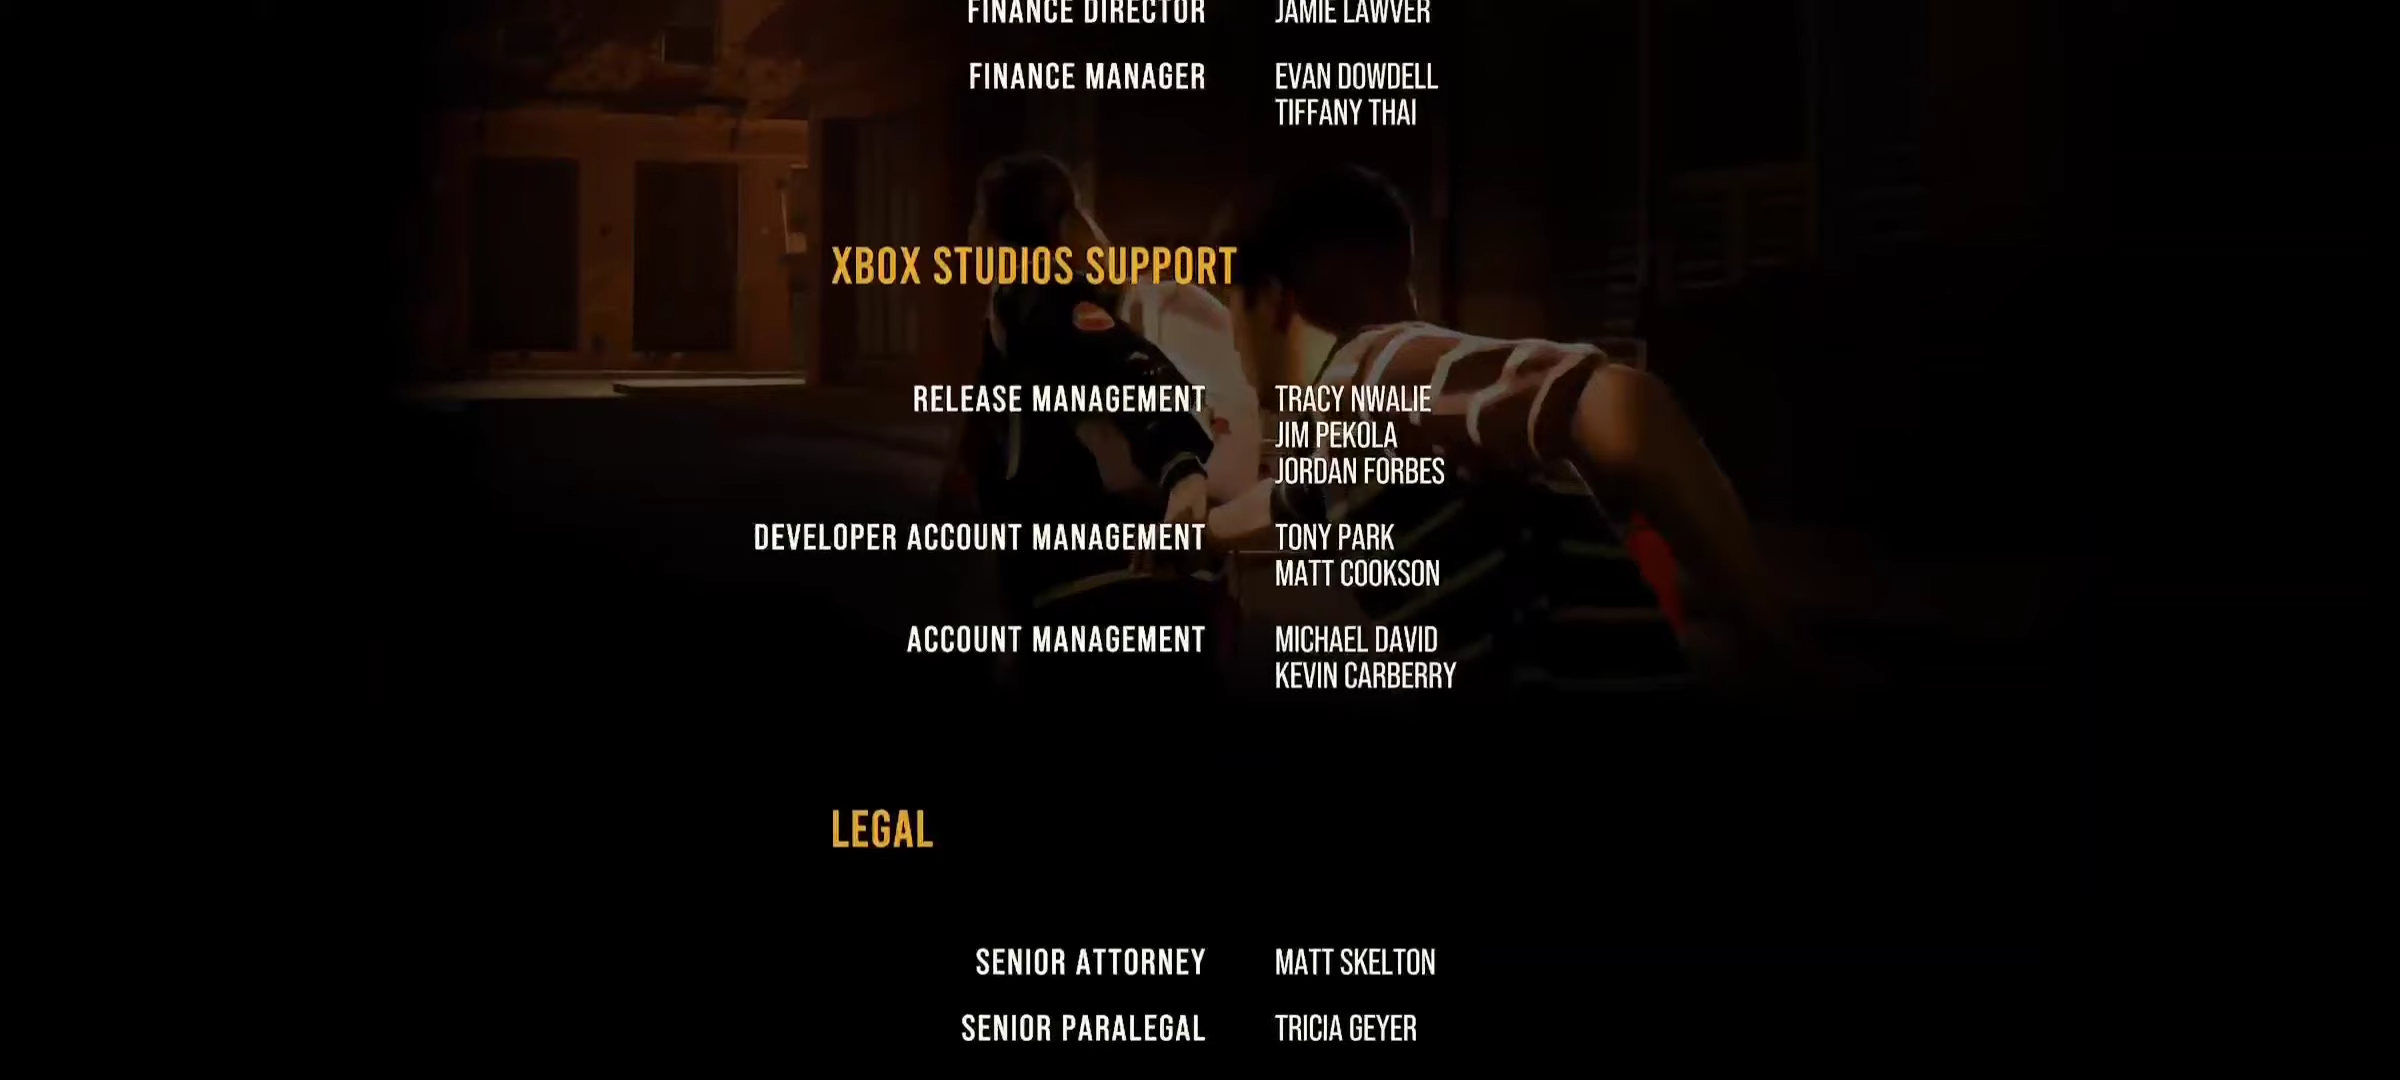 FINANCE DIRECTOR JAMIE LAWVER
FINANCE MANAGER EVAN DOWDELL
TIFFANY THAI
XBOX STUDIOS SUPPORT
RELEASE MANAGEMENT TRACY NWALIE
JIM PEKOLA
JORDAN FORBES
DEVELOPER ACCOUNT MANAGEMENT TONY PARK
MATT COOKSON
ACCOUNT MANAGEMENT MICHAEL DAVID
KEVIN CARBERRY
LEGAL
SENIOR ATTORNEY MATT SKELTON
SENIOR PARALEGAL TRICIA GEYER